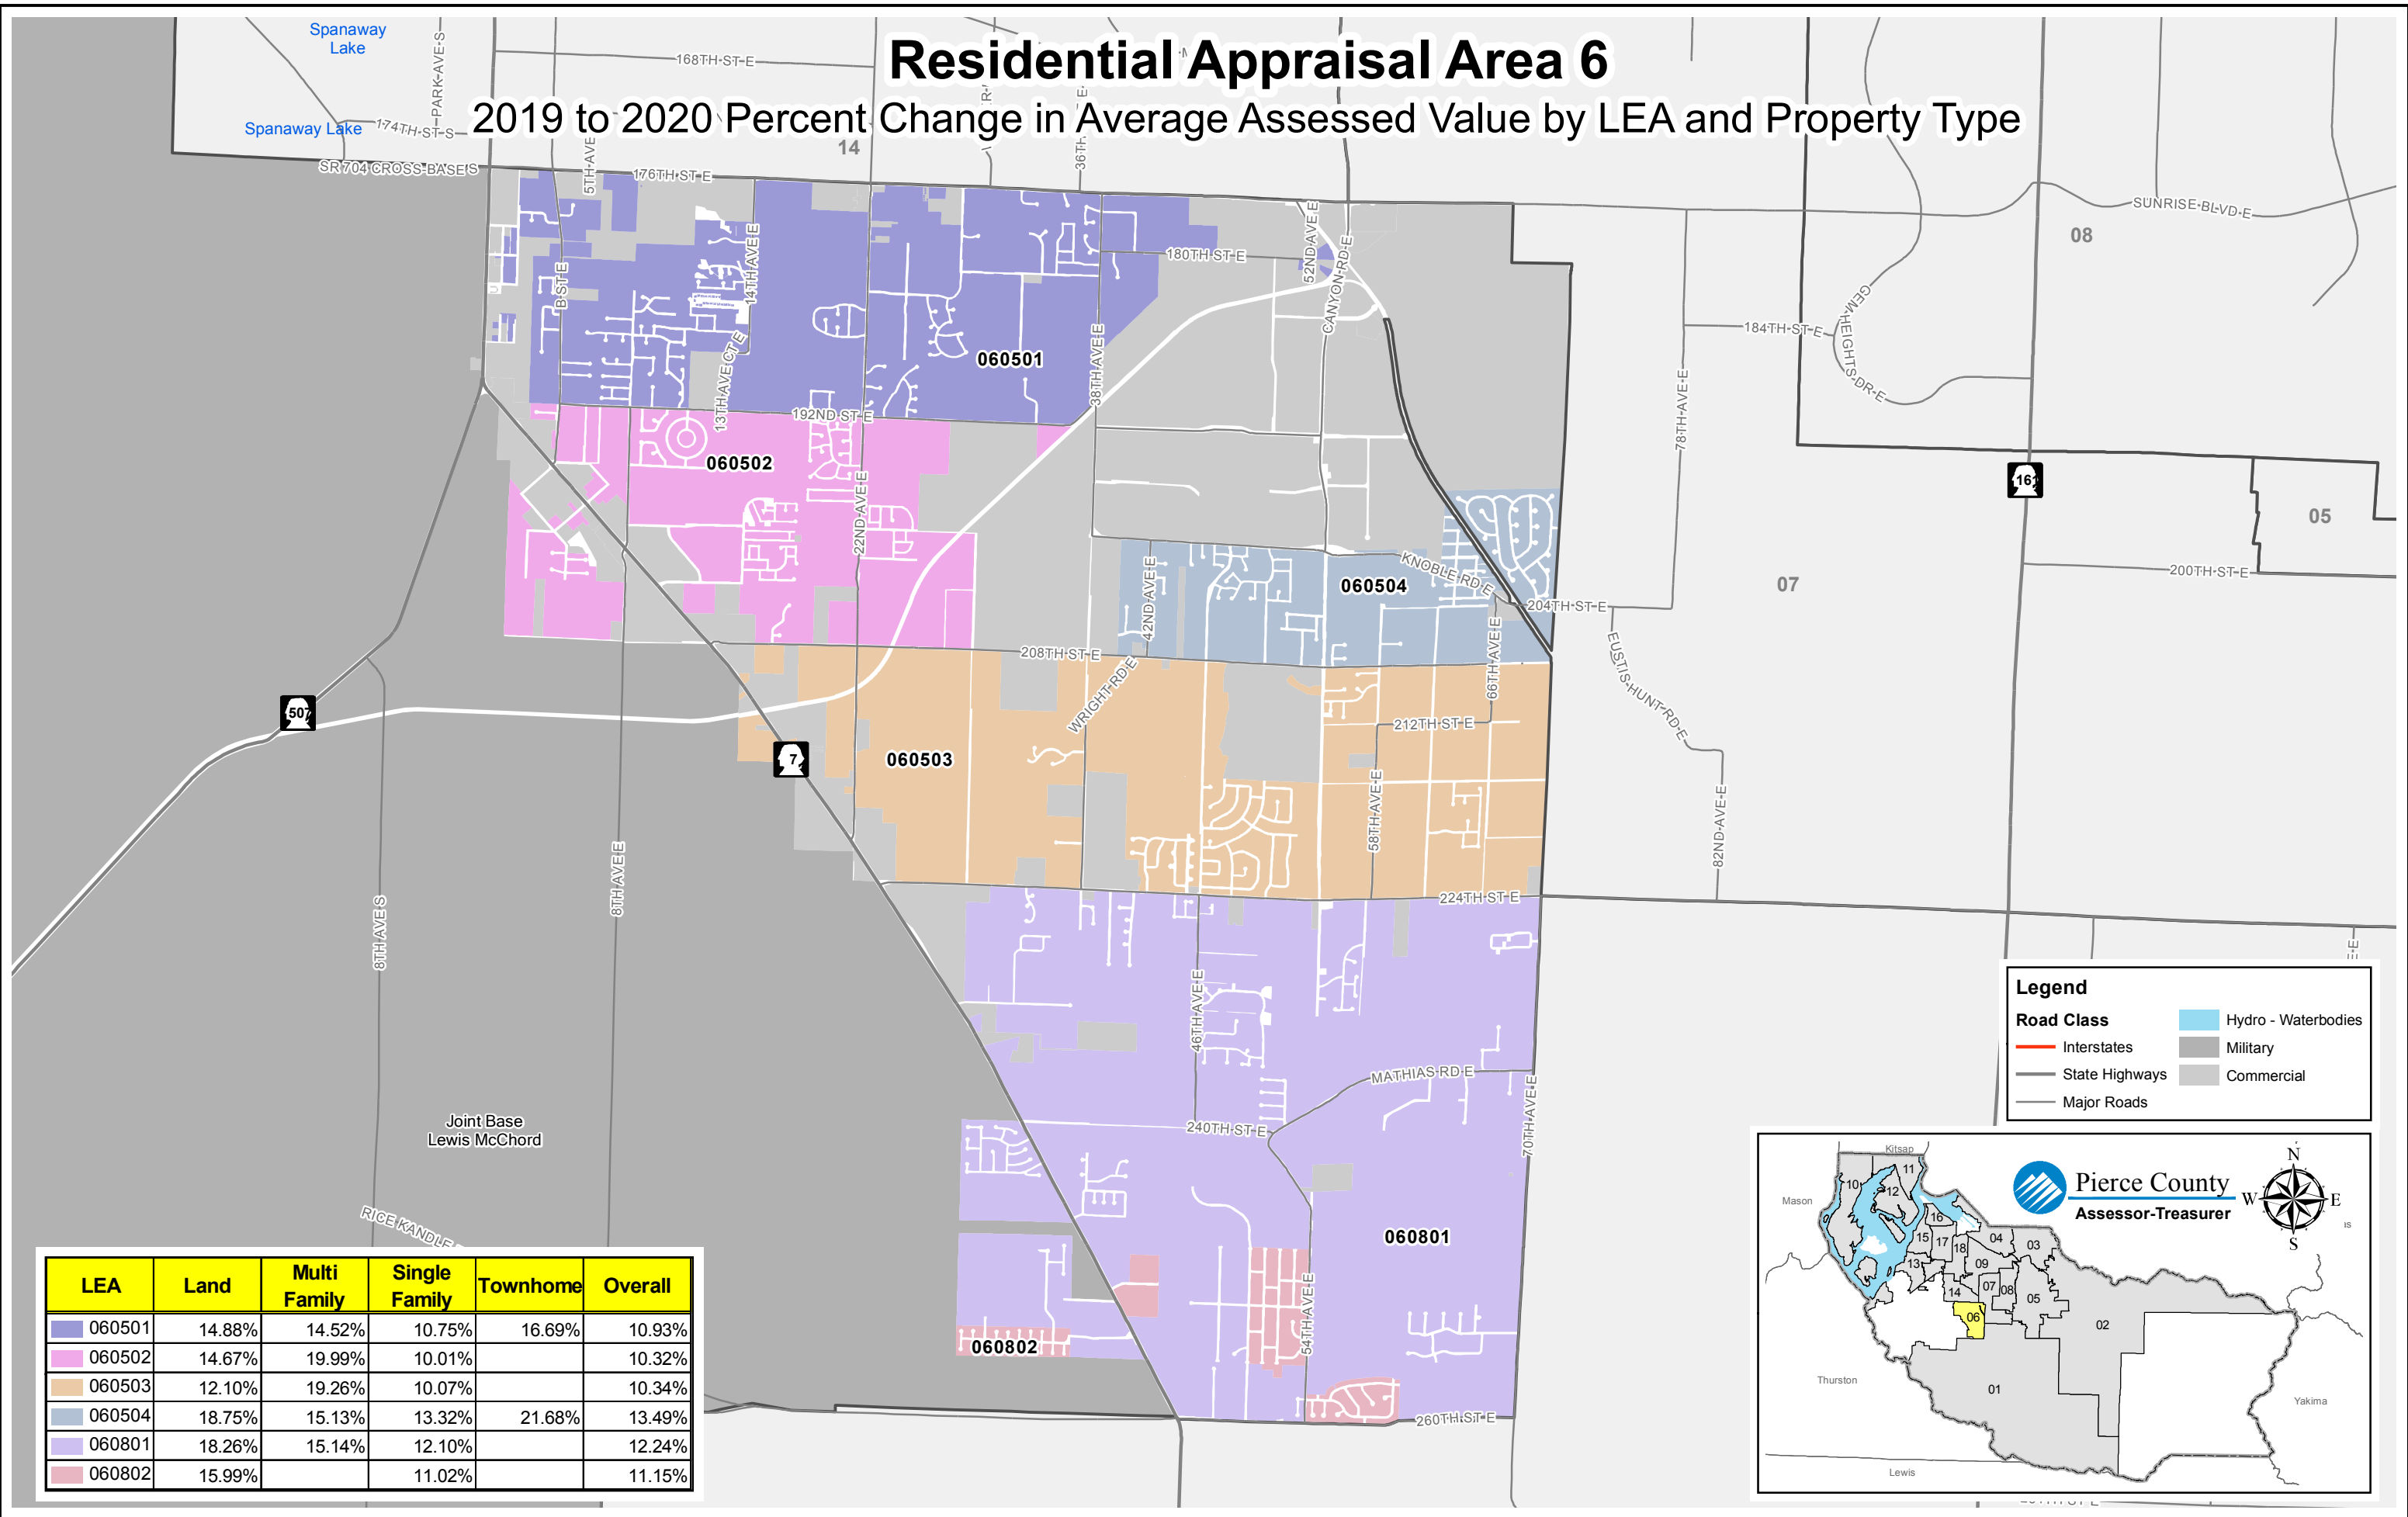 Residential Appraisal Area 6
2019 to 2020 Percent Change in Average Assessed Value by LEA and Property Type
Spanaway
Lake
Spanaway Lake
PARK AVE S
174TH ST S
168TH ST E
SR 704 CROSS-BASE S
5TH AVE
176TH ST E
14
36TH
SUNRISE BLVD E
08
B ST E
14TH AVE E
13TH AVE CT E
180TH ST E
52ND AVE E
CANYON RD E
38TH AVE E
060501
192ND ST E
184TH ST E
GEM HEIGHTS DR E
78TH AVE E
060502
22ND AVE E
161
05
07
200TH ST E
42ND AVE E
060504
KNOBLE RD E
204TH ST E
66TH AVE E
EUSTIS HUNT RD E
208TH ST E
WRIGHT RD E
507
7
060503
212TH ST E
58TH AVE E
82ND AVE E
8TH AVE S
8TH AVE E
224TH ST E
46TH AVE E
MATHIAS RD E
70TH AVE E
240TH ST E
Joint Base
Lewis McChord
RICE KANDLE
060801
54TH AVE E
060802
260TH ST E
Legend
Road Class
Interstates
State Highways
Major Roads
Hydro - Waterbodies
Military
Commercial
LEA Land Multi Family Single Family Townhome Overall
060501 14.88% 14.52% 10.75% 16.69% 10.93%
060502 14.67% 19.99% 10.01% 10.32%
060503 12.10% 19.26% 10.07% 10.34%
060504 18.75% 15.13% 13.32% 21.68% 13.49%
060801 18.26% 15.14% 12.10% 12.24%
060802 15.99% 11.02% 11.15%
Pierce County
Assessor-Treasurer
N
W
E
S
Kitsap
Mason
Thurston
Lewis
Yakima
10
11
12
16
15
17
18
04
03
13
09
14
07
08
05
06
02
01